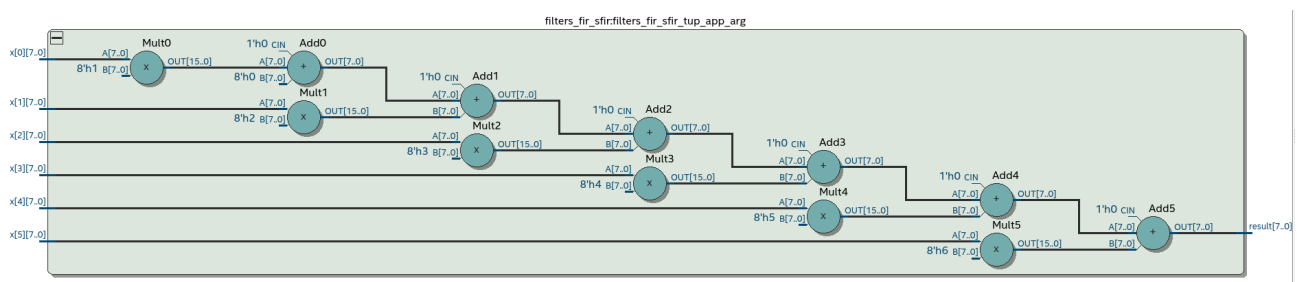 filters_fir_sfir:filters_fir_sfir_tup_app_arg
Mult0
x[0][7..0]
A[7..0]
8'h1 B[7..0]
x
OUT[15..0]
Add0
1'h0 CIN
A[7..0]
8'h0 B[7..0]
+
OUT[7..0]
Mult1
x[1][7..0]
A[7..0]
8'h2 B[7..0]
x
OUT[15..0]
Add1
1'h0 CIN
A[7..0]
B[7..0]
+
OUT[7..0]
Mult2
x[2][7..0]
A[7..0]
8'h3 B[7..0]
x
OUT[15..0]
Add2
1'h0 CIN
A[7..0]
B[7..0]
+
OUT[7..0]
Mult3
x[3][7..0]
A[7..0]
8'h4 B[7..0]
x
OUT[15..0]
Add3
1'h0 CIN
A[7..0]
B[7..0]
+
OUT[7..0]
Mult4
x[4][7..0]
A[7..0]
8'h5 B[7..0]
x
OUT[15..0]
Add4
1'h0 CIN
A[7..0]
B[7..0]
+
OUT[7..0]
Mult5
x[5][7..0]
A[7..0]
8'h6 B[7..0]
x
OUT[15..0]
Add5
1'h0 CIN
A[7..0]
B[7..0]
+
OUT[7..0]
result[7..0]